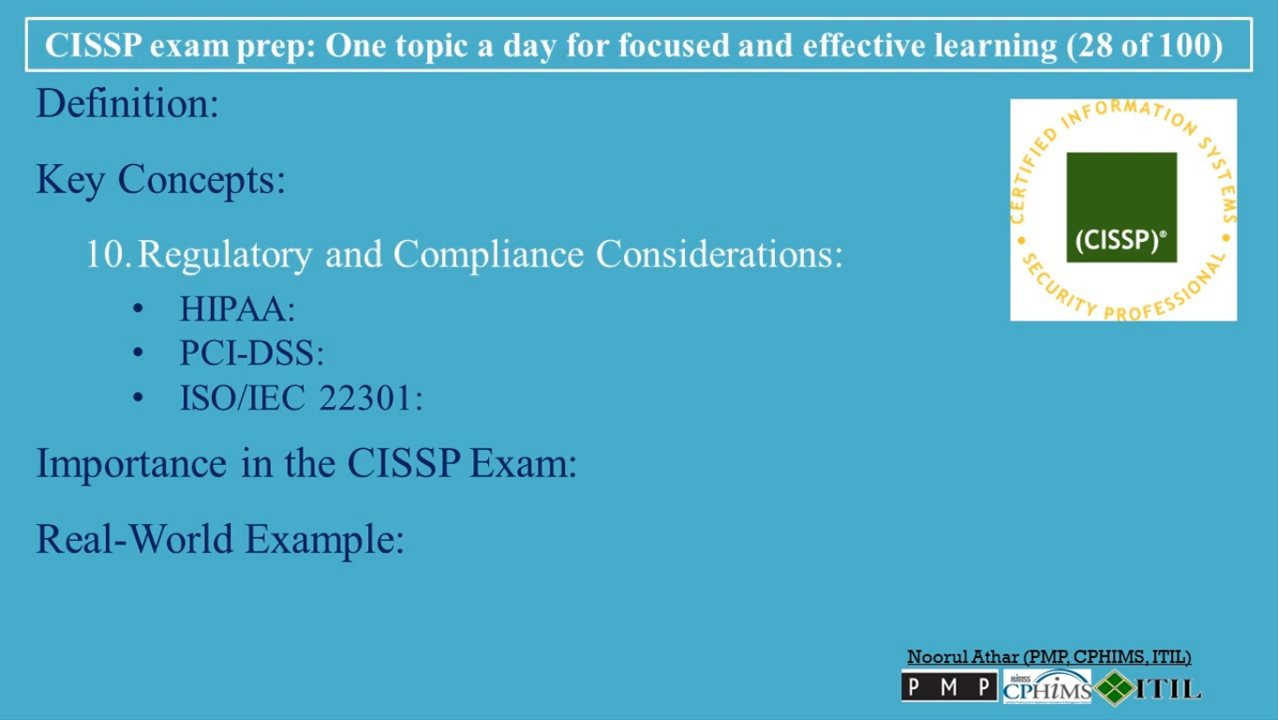 CISSP exam prep: One topic a day for focused and effective learning (28 of 100)
Definition:
Key Concepts:
10. Regulatory and Compliance Considerations:
• HIPAA:
• PCI-DSS:
• ISO/IEC 22301:
Importance in the CISSP Exam:
Real-World Example:
• CERTIFIED INFORMATION SYSTEMS •
SECURITY PROFESSIONAL
(CISSP)®
Noorul Athar (PMP, CPHIMS, ITIL)
PMP
himss
CPHIMS
ITIL